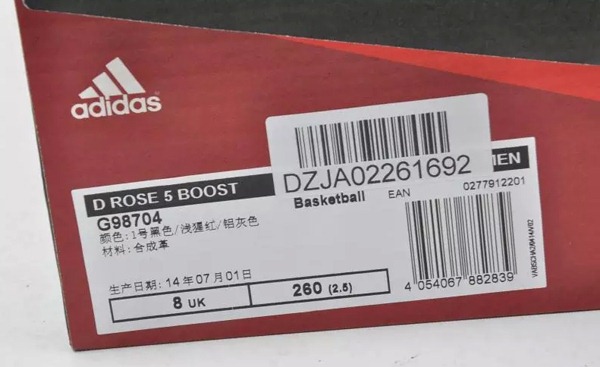 adidas
DZJA02261692
D ROSE 5 BOOST
MEN
G98704
Basketball
EAN
0277912201
颜色:1号黑色/浅猩红/铝灰色
材料:合成革
生产日期: 14年07月01日
8 UK
260 (2.5)
4 054067 882839